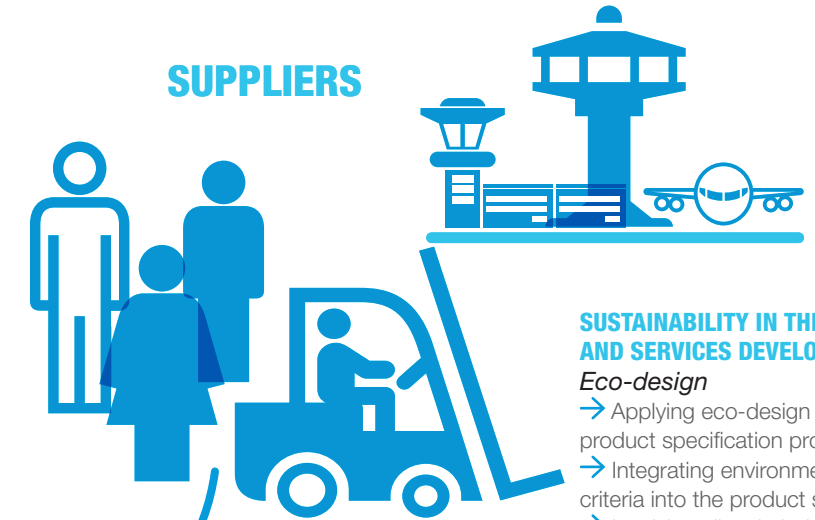 SUPPLIERS
SUSTAINABILITY IN THE
AND SERVICES DEVELO
Eco-design
→ Applying eco-design
product specification pro
→ Integrating environme
criteria into the product s